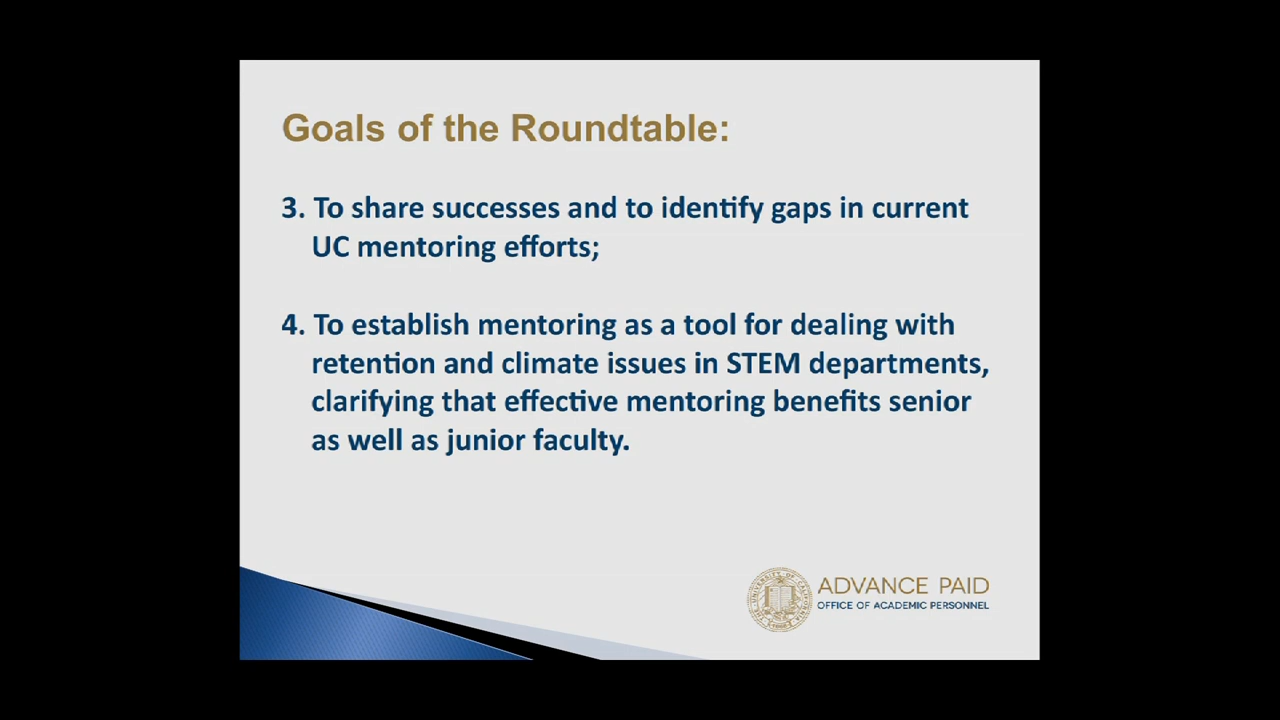 Goals of the Roundtable:
3. To share successes and to identify gaps in current
UC mentoring efforts;
4. To establish mentoring as a tool for dealing with
retention and climate issues in STEM departments,
clarifying that effective mentoring benefits senior
as well as junior faculty.
ADVANCE PAID
OFFICE OF ACADEMIC PERSONNEL